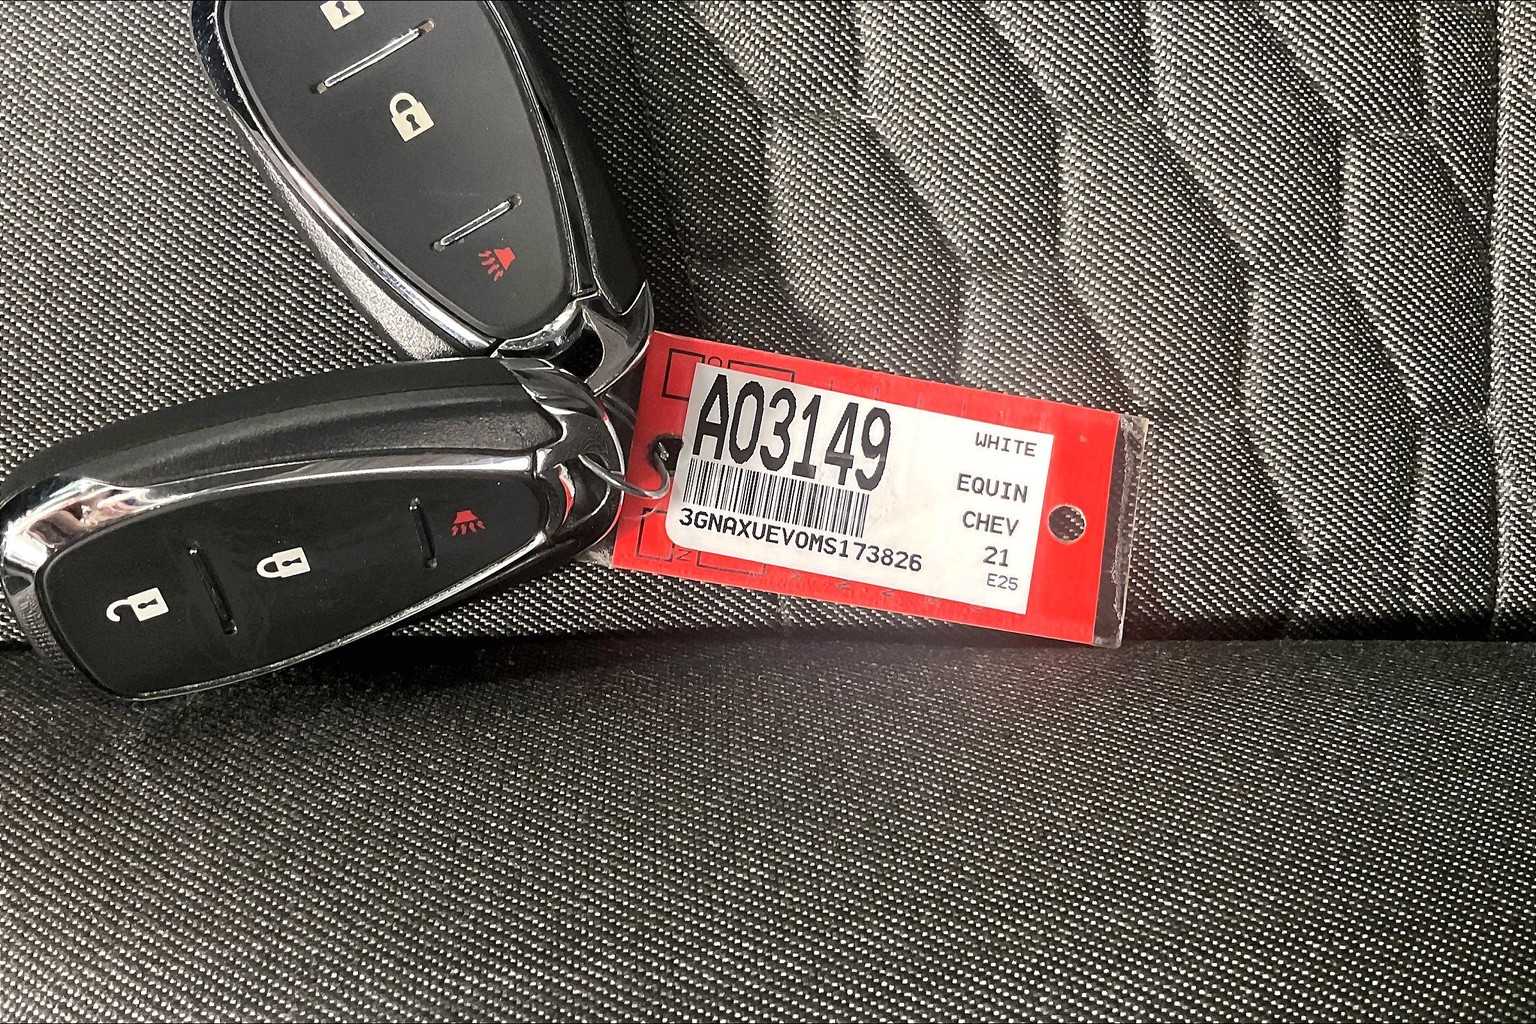 A03149
3GNAXUEV0MS173826
WHITE
EQUIN
CHEV
21
E25